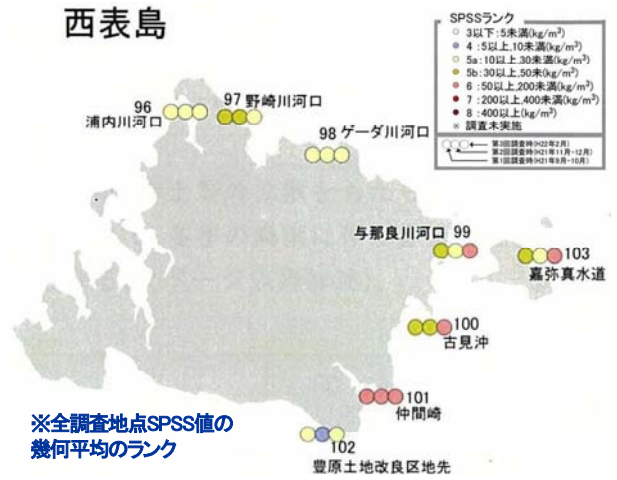 西表島
SPSSランク
3以下:5未満(kg/m³)
4:5以上,10未満(kg/m³)
5a:10以上,30未満(kg/m³)
5b:30以上,50未(kg/m³)
6:50以上,200未満(kg/m³)
7:200以上,400未満(kg/m³)
8:400以上(kg/m³)
※ 調査未実施
第3回調査時(H22年2月)
第2回調査時(H21年11月-12月)
第1回調査時(H21年9月-10月)
96
浦内川河口
97 野崎川河口
98 ゲーダ川河口
与那良川河口 99
103
嘉弥真水道
100
古見沖
101
仲間崎
102
豊原土地改良区地先
※全調査地点SPSS値の
幾何平均のランク